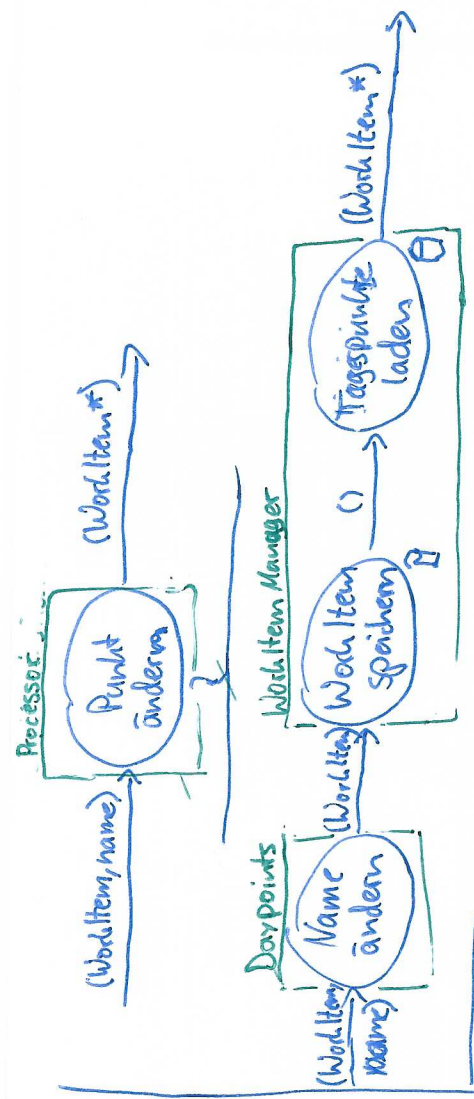 Processor
(WorkItem, name)
Punkt
ändern
(WorkItem*)
Daypoints
(WorkItem,
name)
Name
ändern
(WorkItem)
WorkItem Manager
WorkItem
speichern
()
Tagespunkte
laden
(WorkItem*)